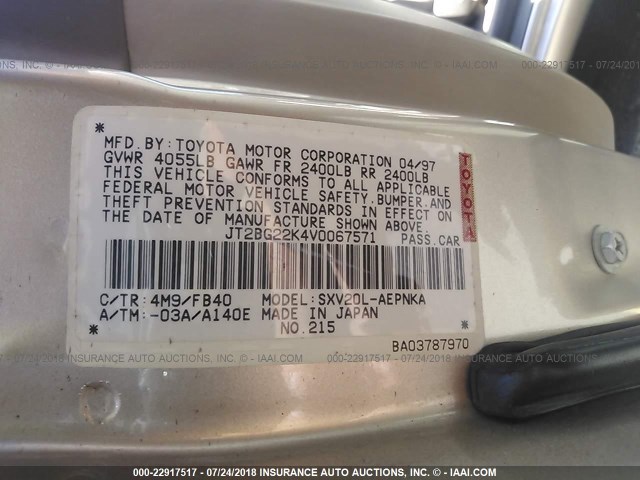 MFD.BY:TOYOTA MOTOR CORPORATION 04/97
GVWR 4055LB GAWR FR 2400LB RR 2400LB
THIS VEHICLE CONFORMS TO ALL APPLICABLE
FEDERAL MOTOR VEHICLE SAFETY,BUMPER,AND
THEFT PREVENTION STANDARDS IN EFFECT ON
THE DATE OF MANUFACTURE SHOWN ABOVE.
JT2BG22K4V0067571 PASS.CAR
TOYOTA
C/TR: 4M9/FB40 MODEL:SXV20L-AEPNKA
A/TM: -03A/A140E MADE IN JAPAN
NO.215
BA03787970
000-22917517 - 07/24/2018 INSURANCE AUTO AUCTIONS, INC. - © - IAAI.COM